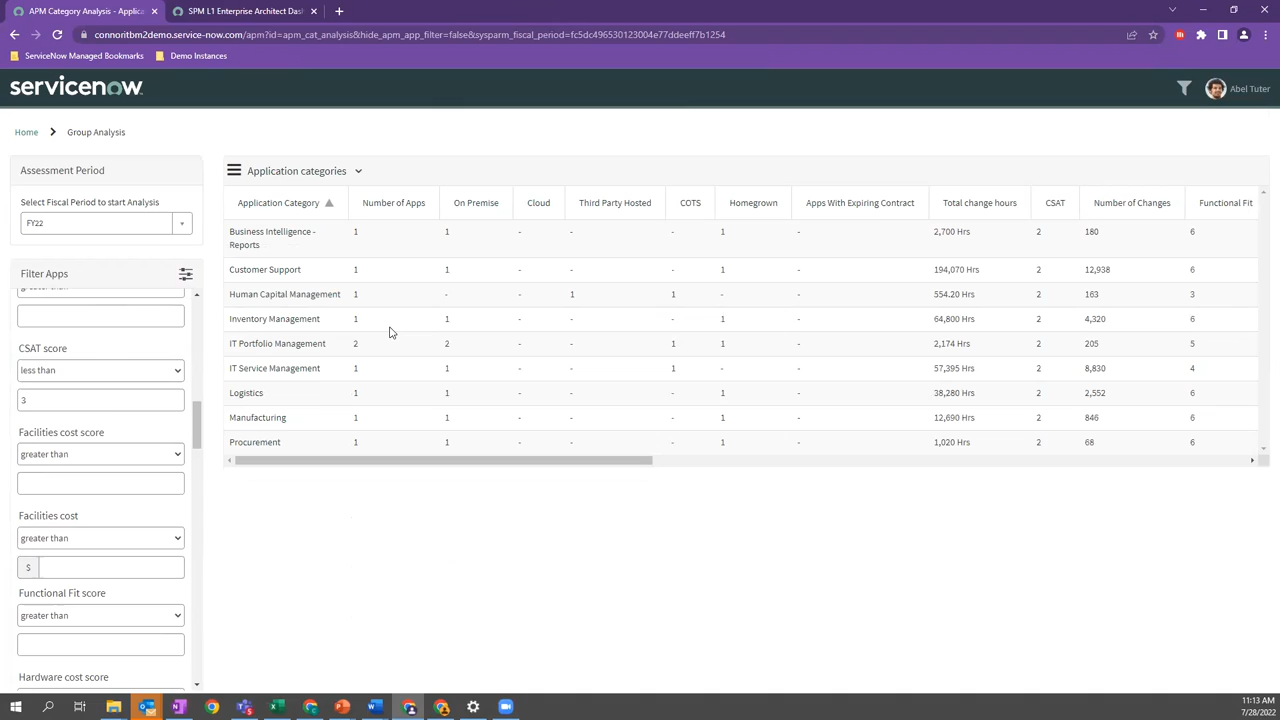 APM Category Analysis - Applica
SPM L1 Enterprise Architect Das
connoritbm2demo.service-now.com/apm?id=apm_cat_analysis&hide_apm_app_filter=false&sysparm_fiscal_period=fc5dc496530123004e77ddeeff7b1254
ServiceNow Managed Bookmarks
Demo Instances
servicenow
Abel Tuter
Home
Group Analysis
Assessment Period
Select Fiscal Period to start Analysis
FY22
Filter Apps
CSAT score
less than
3
Facilities cost score
greater than
Facilities cost
greater than
$
Functional Fit score
greater than
Hardware cost score
Application categories
Application Category Number of Apps On Premise Cloud Third Party Hosted COTS Homegrown Apps With Expiring Contract Total change hours CSAT Number of Changes Functional Fit
Business Intelligence - 1 1 - - - 1 - 2,700 Hrs 2 180 6
Reports
Customer Support 1 1 - - - 1 - 194,070 Hrs 2 12,938 6
Human Capital Management 1 - - 1 1 - - 554.20 Hrs 2 163 3
Inventory Management 1 1 - - - 1 - 64,800 Hrs 2 4,320 6
IT Portfolio Management 2 2 - - 1 1 - 2,174 Hrs 2 205 5
IT Service Management 1 1 - - 1 - - 57,395 Hrs 2 8,830 4
Logistics 1 1 - - - 1 - 38,280 Hrs 2 2,552 6
Manufacturing 1 1 - - - 1 - 12,690 Hrs 2 846 6
Procurement 1 1 - - - 1 - 1,020 Hrs 2 68 6
11:13 AM
7/28/2022